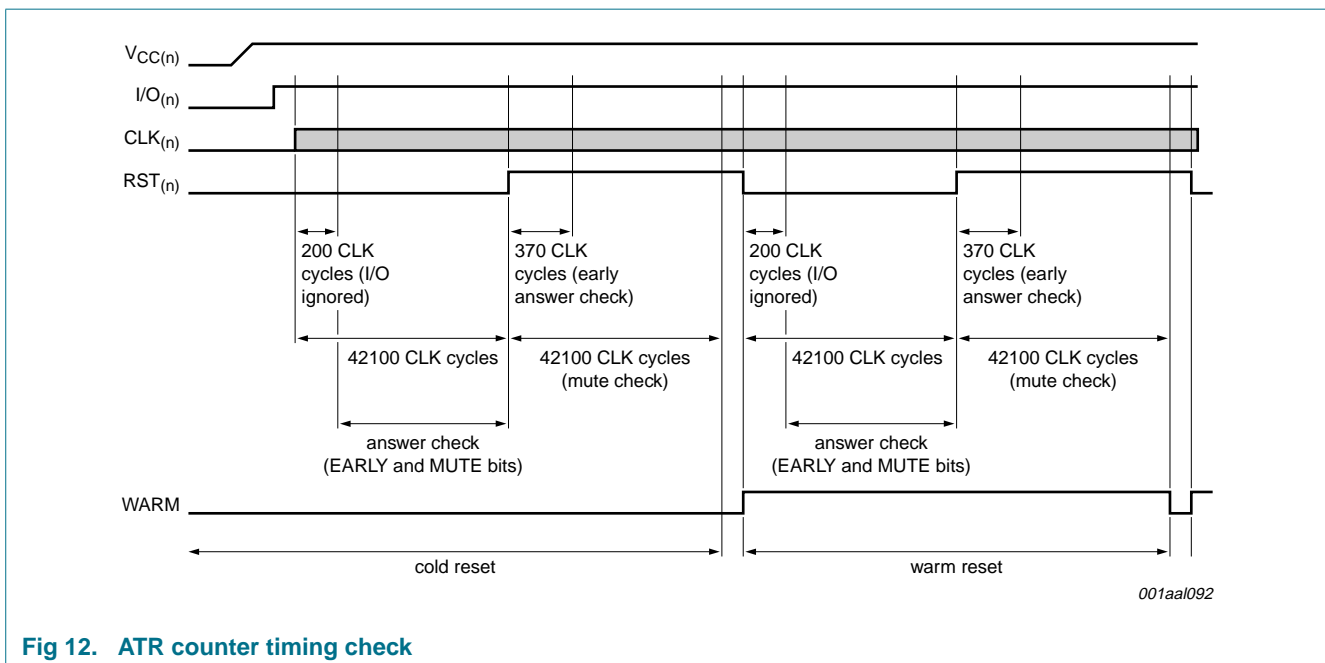 VCC(n)
I/O(n)
CLK(n)
RST(n)
200 CLK
cycles (I/O
ignored)
370 CLK
cycles (early
answer check)
200 CLK
cycles (I/O
ignored)
370 CLK
cycles (early
answer check)
42100 CLK cycles
42100 CLK cycles
(mute check)
42100 CLK cycles
42100 CLK cycles
(mute check)
answer check
(EARLY and MUTE bits)
answer check
(EARLY and MUTE bits)
WARM
cold reset
warm reset
001aal092
Fig 12. ATR counter timing check